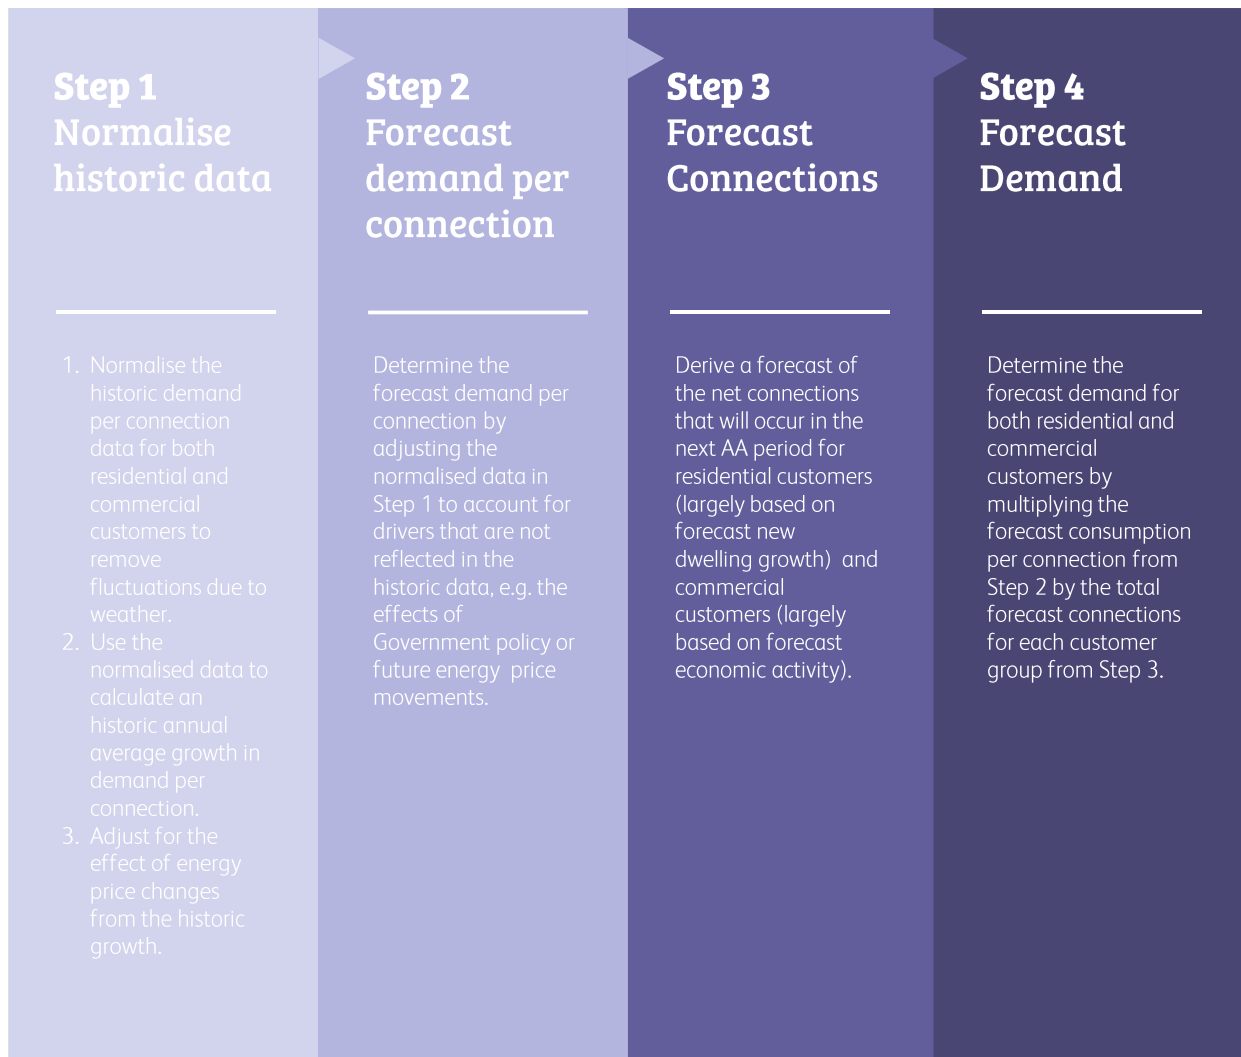 Step 1
Normalise
historic data
1. Normalise the
historic demand
per connection
data for both
residential and
commercial
customers to
remove
fluctuations due to
weather.
2. Use the
normalised data to
calculate an
historic annual
average growth in
demand per
connection.
3. Adjust for the
effect of energy
price changes
from the historic
growth.
Step 2
Forecast
demand per
connection
Determine the
forecast demand per
connection by
adjusting the
normalised data in
Step 1 to account for
drivers that are not
reflected in the
historic data, e.g. the
effects of
Government policy or
future energy  price
movements.
Step 3
Forecast
Connections
Derive a forecast of
the net connections
that will occur in the
next AA period for
residential customers
(largely based on
forecast new
dwelling growth)  and
commercial
customers (largely
based on forecast
economic activity).
Step 4
Forecast
Demand
Determine the
forecast demand for
both residential and
commercial
customers by
multiplying the
forecast consumption
per connection from
Step 2 by the total
forecast connections
for each customer
group from Step 3.